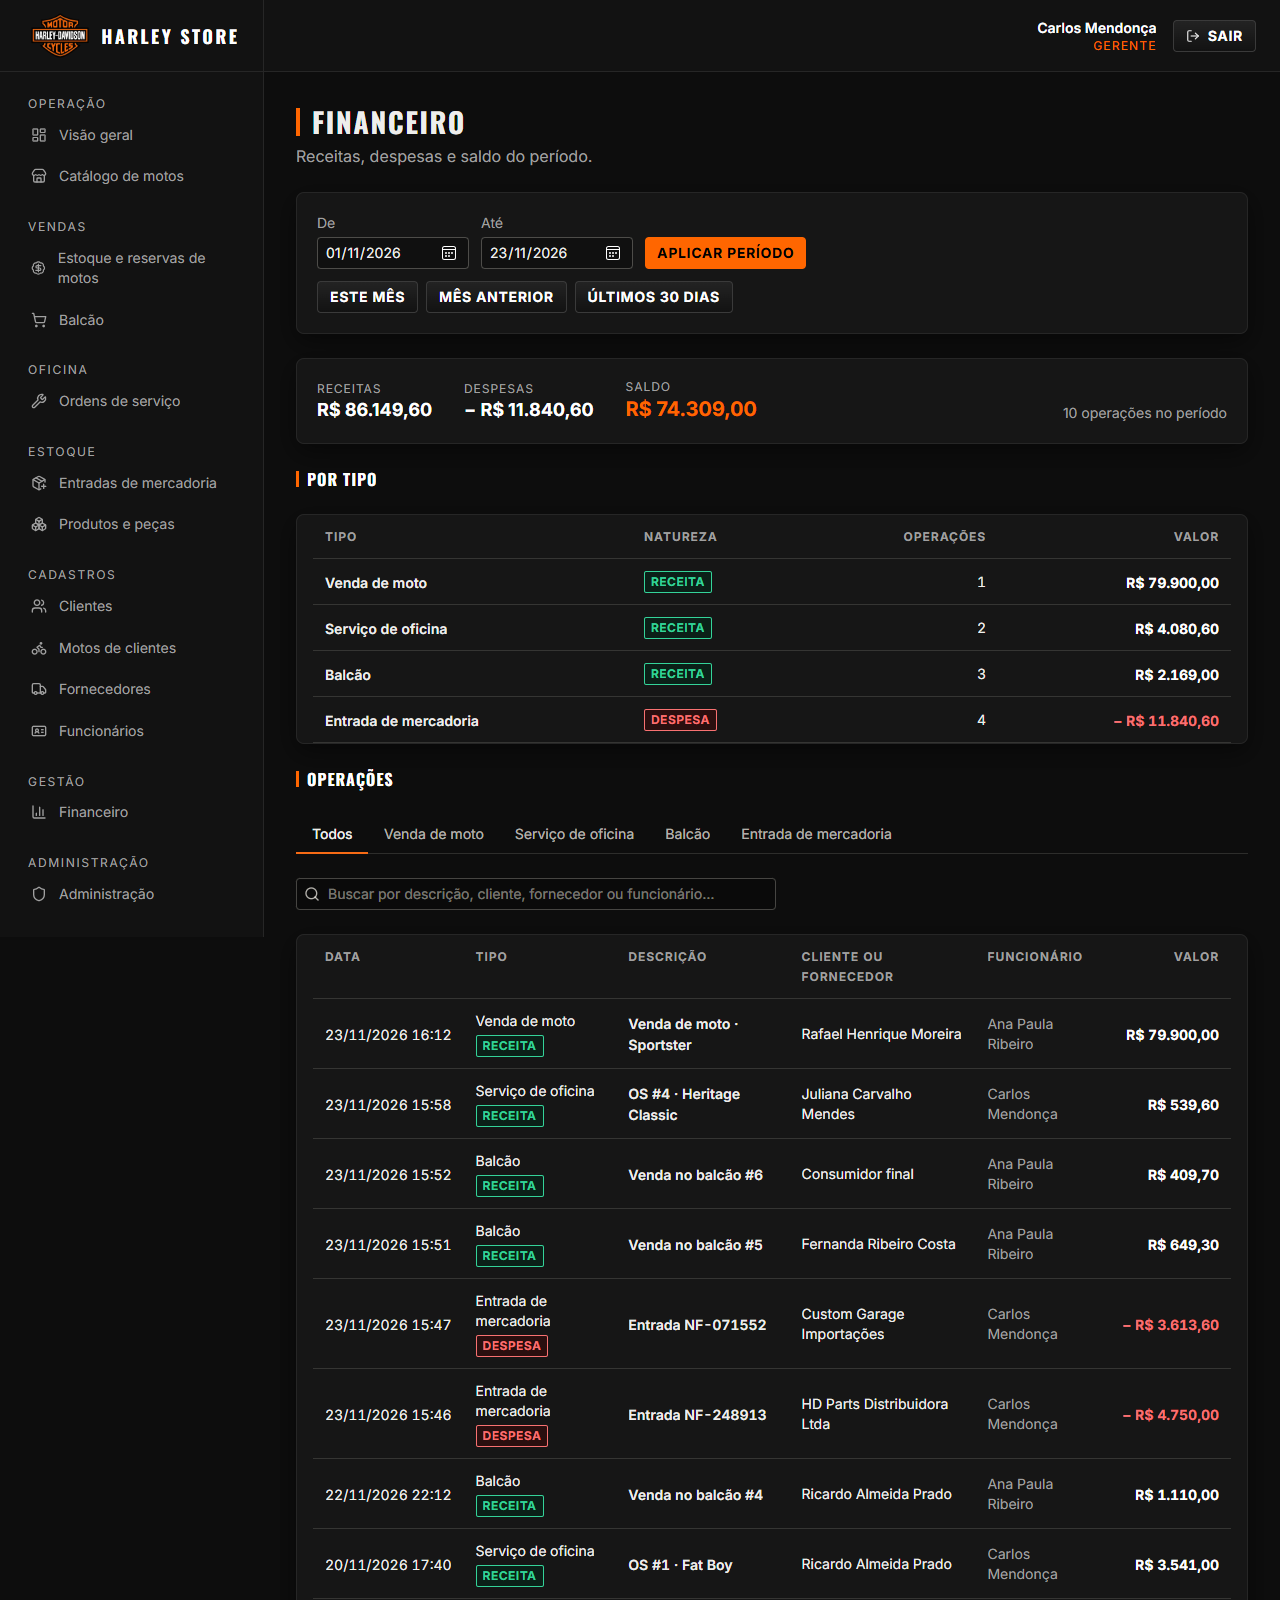 MOTOR
HARLEY-DAVIDSON
CYCLES
HARLEY STORE
Carlos Mendonça
GERENTE
SAIR
OPERAÇÃO
Visão geral
Catálogo de motos
VENDAS
Estoque e reservas de
motos
Balcão
OFICINA
Ordens de serviço
ESTOQUE
Entradas de mercadoria
Produtos e peças
CADASTROS
Clientes
Motos de clientes
Fornecedores
Funcionários
GESTÃO
Financeiro
ADMINISTRAÇÃO
Administração
FINANCEIRO
Receitas, despesas e saldo do período.
De Até
01/11/2026 23/11/2026 APLICAR PERÍODO
ESTE MÊS MÊS ANTERIOR ÚLTIMOS 30 DIAS
RECEITAS DESPESAS SALDO
R$ 86.149,60 – R$ 11.840,60 R$ 74.309,00 10 operações no período
POR TIPO
TIPO NATUREZA OPERAÇÕES VALOR
Venda de moto RECEITA 1 R$ 79.900,00
Serviço de oficina RECEITA 2 R$ 4.080,60
Balcão RECEITA 3 R$ 2.169,00
Entrada de mercadoria DESPESA 4 – R$ 11.840,60
OPERAÇÕES
Todos Venda de moto Serviço de oficina Balcão Entrada de mercadoria
Buscar por descrição, cliente, fornecedor ou funcionário...
DATA TIPO DESCRIÇÃO CLIENTE OU FUNCIONÁRIO VALOR
FORNECEDOR
23/11/2026 16:12 Venda de moto Venda de moto · Rafael Henrique Moreira Ana Paula R$ 79.900,00
RECEITA Sportster Ribeiro
23/11/2026 15:58 Serviço de oficina OS #4 · Heritage Juliana Carvalho Carlos R$ 539,60
RECEITA Classic Mendes Mendonça
23/11/2026 15:52 Balcão Venda no balcão #6 Consumidor final Ana Paula R$ 409,70
RECEITA Ribeiro
23/11/2026 15:51 Balcão Venda no balcão #5 Fernanda Ribeiro Costa Ana Paula R$ 649,30
RECEITA Ribeiro
23/11/2026 15:47 Entrada de Entrada NF-071552 Custom Garage Carlos – R$ 3.613,60
mercadoria Importações Mendonça
DESPESA
23/11/2026 15:46 Entrada de Entrada NF-248913 HD Parts Distribuidora Carlos – R$ 4.750,00
mercadoria Ltda Mendonça
DESPESA
22/11/2026 22:12 Balcão Venda no balcão #4 Ricardo Almeida Prado Ana Paula R$ 1.110,00
RECEITA Ribeiro
20/11/2026 17:40 Serviço de oficina OS #1 · Fat Boy Ricardo Almeida Prado Carlos R$ 3.541,00
RECEITA Mendonça